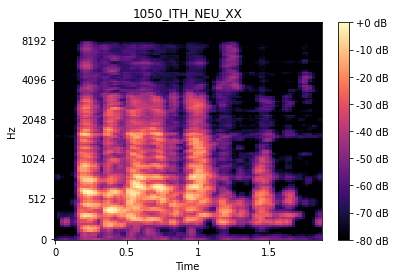 1050_ITH_NEU_XX
+0 dB
8192
-10 dB
4096
-20 dB
-30 dB
2048
Hz
-40 dB
1024
-50 dB
512
-60 dB
-70 dB
0
-80 dB
0
0.5
1
1.5
Time